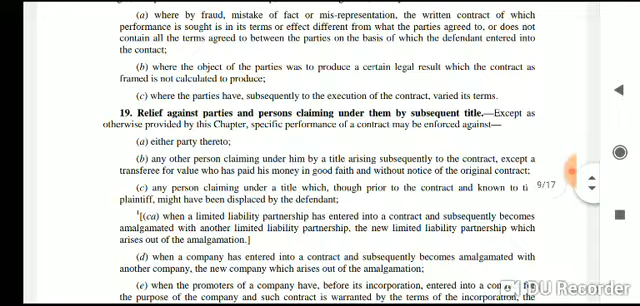 (a) where by fraud, mistake of fact or mis-representation, the written contract of which
performance is sought is in its terms or effect different from what the parties agreed to, or does not
contain all the terms agreed to between the parties on the basis of which the defendant entered into
the contact;
(b) where the object of the parties was to produce a certain legal result which the contract as
framed is not calculated to produce;
(c) where the parties have, subsequently to the execution of the contract, varied its terms.
19. Relief against parties and persons claiming under them by subsequent title.—Except as
otherwise provided by this Chapter, specific performance of a contract may be enforced against—
(a) either party thereto;
(b) any other person claiming under him by a title arising subsequently to the contract, except a
transferee for value who has paid his money in good faith and without notice of the original contract;
(c) any person claiming under a title which, though prior to the contract and known to
plaintiff, might have been displaced by the defendant;
9/17
1[(ca) when a limited liability partnership has entered into a contract and subsequently becomes
amalgamated with another limited liability partnership, the new limited liability partnership which
arises out of the amalgamation.]
(d) when a company has entered into a contract and subsequently becomes amalgamated with
another company, the new company which arises out of the amalgamation;
(e) when the promoters of a company have, before its incorporation, entered into a
the purpose of the company and such contract is warranted by the terms of the incorporation, the
DU Recorder